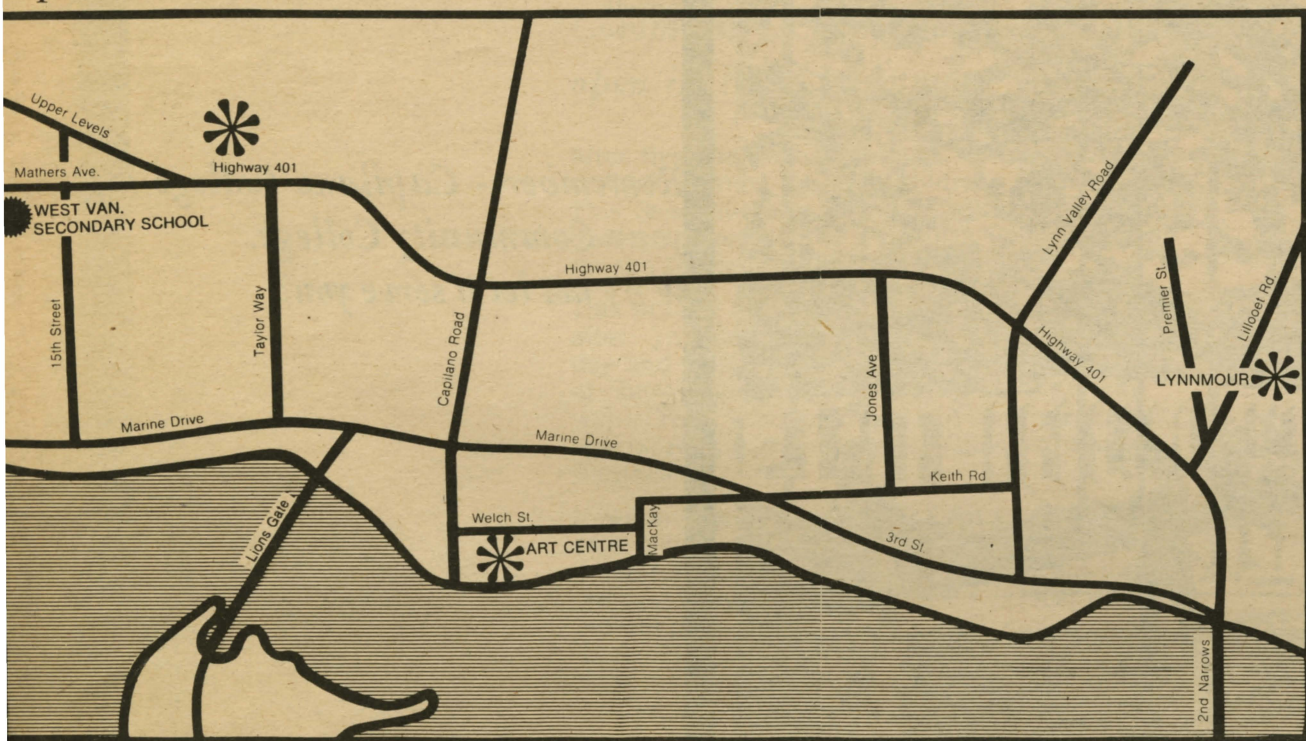 Upper Levels
Mathers Ave.
Highway 401
WEST VAN.
SECONDARY SCHOOL
15th Street
Taylor Way
Marine Drive
Lions Gate
Capilano Road
Highway 401
Marine Drive
Welch St.
ART CENTRE
MacKay
Jones Ave
Keith Rd
3rd St.
Lynn Valley Road
Highway 401
Premier St.
Lillooet Rd.
LYNNMOUR
2nd Narrows